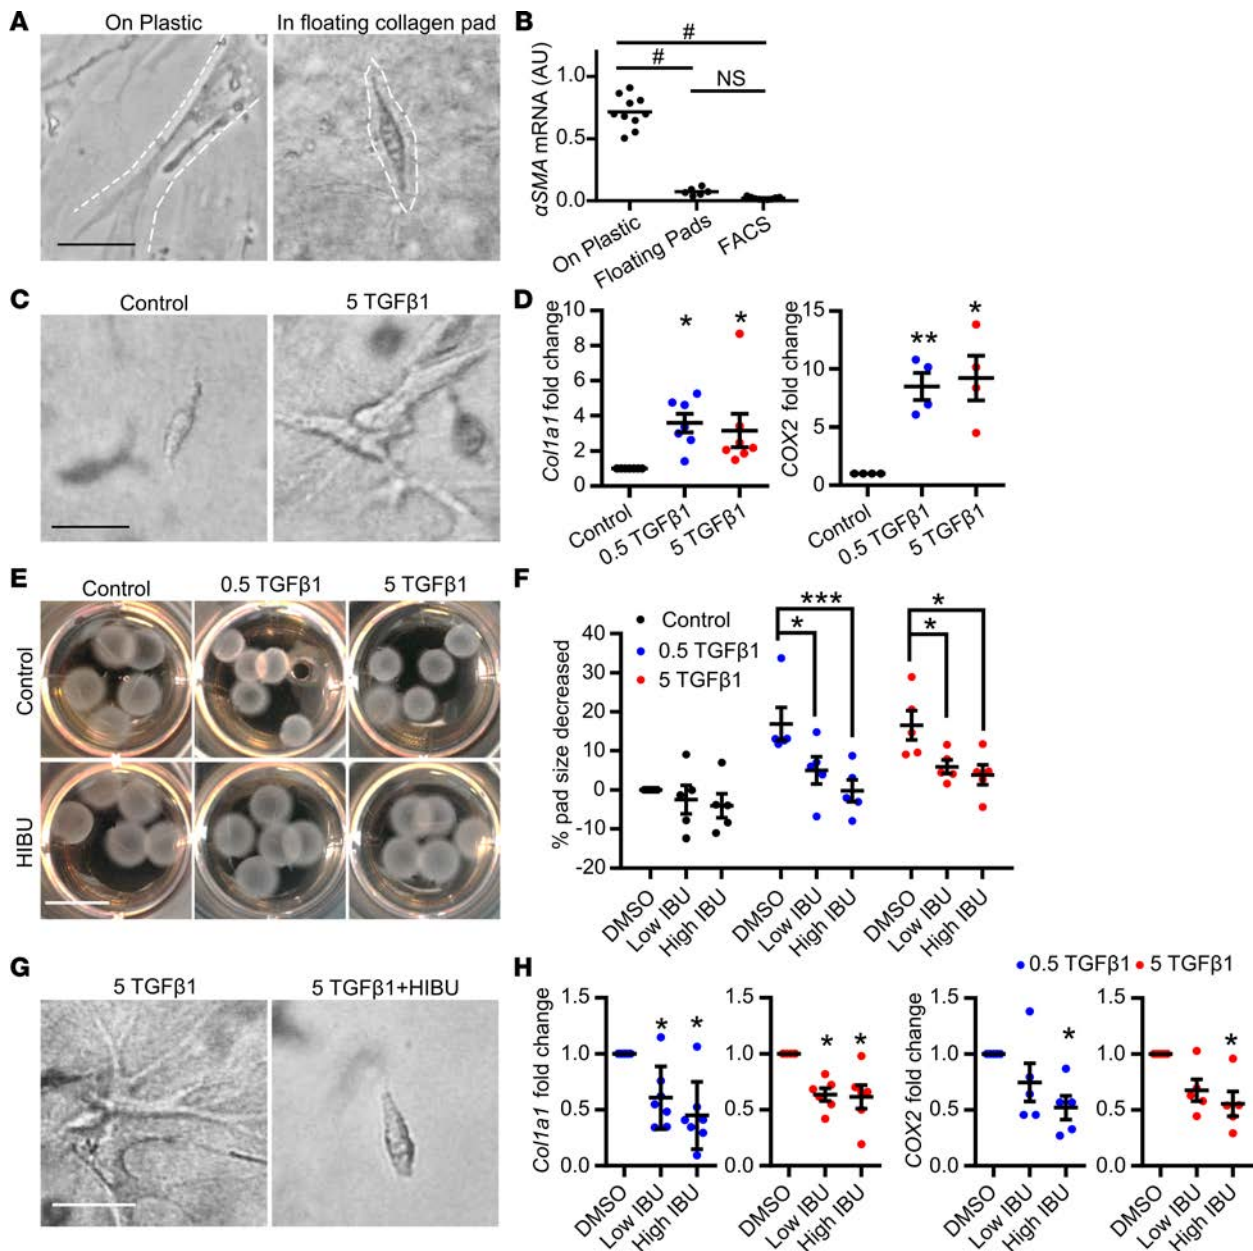 A
On Plastic
In floating collagen pad
B
#
#
NS
αSMA mRNA (AU)
1.0
0.5
0.0
On Plastic
Floating Pads
FACS
C
Control
5 TGFβ1
D
Col1a1 fold change
10
8
6
4
2
0
*
*
Control
0.5 TGFβ1
5 TGFβ1
COX2 fold change
15
10
5
0
**
*
Control
0.5 TGFβ1
5 TGFβ1
E
Control
0.5 TGFβ1
5 TGFβ1
Control
HIBU
F
Control
0.5 TGFβ1
5 TGFβ1
***
*
*
*
% pad size decreased
40
30
20
10
0
-10
-20
DMSO
Low IBU
High IBU
DMSO
Low IBU
High IBU
DMSO
Low IBU
High IBU
G
5 TGFβ1
5 TGFβ1+HIBU
H
0.5 TGFβ1
5 TGFβ1
Col1a1 fold change
1.5
1.0
0.5
0.0
*
*
DMSO
Low IBU
High IBU
1.5
1.0
0.5
0.0
*
*
DMSO
Low IBU
High IBU
COX2 fold change
1.5
1.0
0.5
0.0
*
DMSO
Low IBU
High IBU
1.5
1.0
0.5
0.0
*
DMSO
Low IBU
High IBU